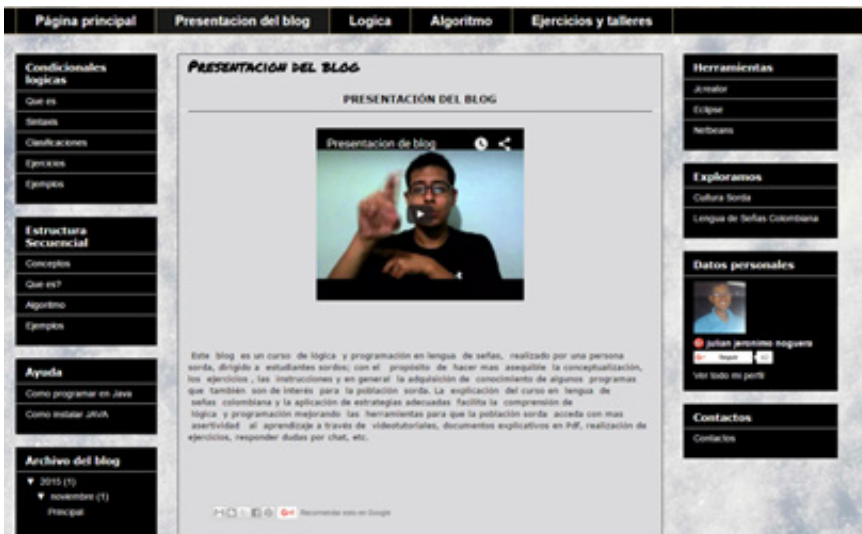 Página principal
Presentacion del blog
Logica
Algoritmo
Ejercicios y talleres
Condicionales
logicas
Que es
Sintaxis
Clasificaciones
Ejercicios
Ejemplos
Estructura
Secuencial
Conceptos
Que es?
Algoritmo
Ejemplos
Ayuda
Como programar en Java
Como instalar JAVA
Archivo del blog
▼ 2015 (1)
▼ noviembre (1)
Principal
PRESENTACION DEL BLOG
PRESENTACIÓN DEL BLOG
Presentacion de blog
Este blog es un curso de lógica y programación en lengua de señas, realizado por una persona
sorda, dirigido a estudiantes sordos; con el propósito de hacer mas asequible la conceptualización,
los ejercicios , las instrucciones y en general la adquisición de conocimiento de algunos programas
que también son de interés para la población sorda. La explicación del curso en lengua de
señas colombiana y la aplicación de estrategias adecuadas facilita la comprensión de
lógica y programación mejorando las herramientas para que la población sorda acceda con mas
asertividad al aprendizaje a través de videotutoriales, documentos explicativos en Pdf, realización de
ejercicios, responder dudas por chat, etc.
Recomendar esto en Google
Herramientas
Jcreator
Eclipse
Netbeans
Exploramos
Cultura Sorda
Lengua de Señas Colombiana
Datos personales
julian jeronimo noguera
Seguir
Ver todo mi perfil
Contactos
Contactos